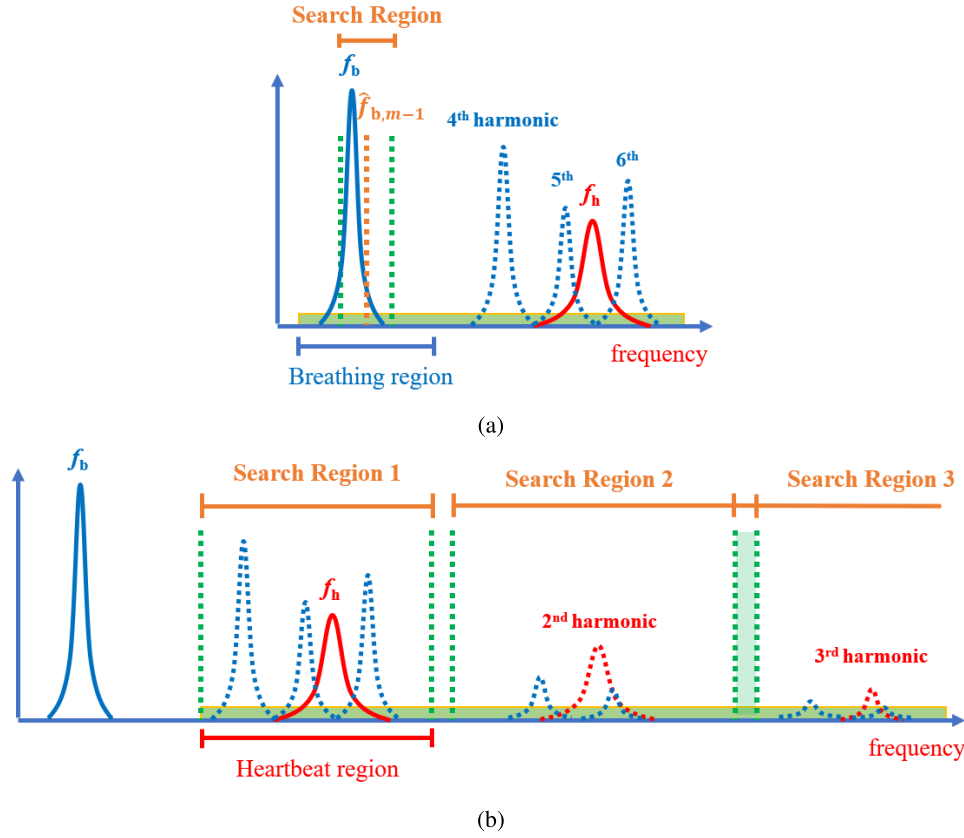 Search Region
f_b
f̂_b,m−1
4th harmonic
5th
6th
f_h
frequency
Breathing region
(a)
f_b
Search Region 1
Search Region 2
Search Region 3
f_h
2nd harmonic
3rd harmonic
frequency
Heartbeat region
(b)